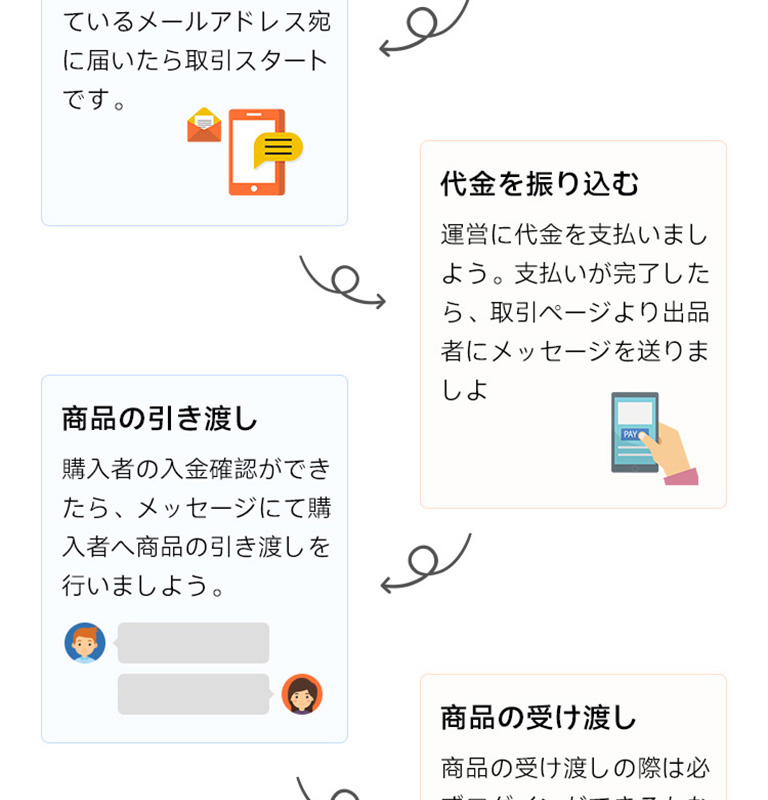 ているメールアドレス宛
に届いたら取引スタート
です。
代金を振り込む
運営に代金を支払いまし
よう。支払いが完了した
ら、取引ページより出品
者にメッセージを送りま
しよ
PAY
商品の引き渡し
購入者の入金確認ができ
たら、メッセージにて購
入者へ商品の引き渡しを
行いましよう。
商品の受け渡し
商品の受け渡しの際は必